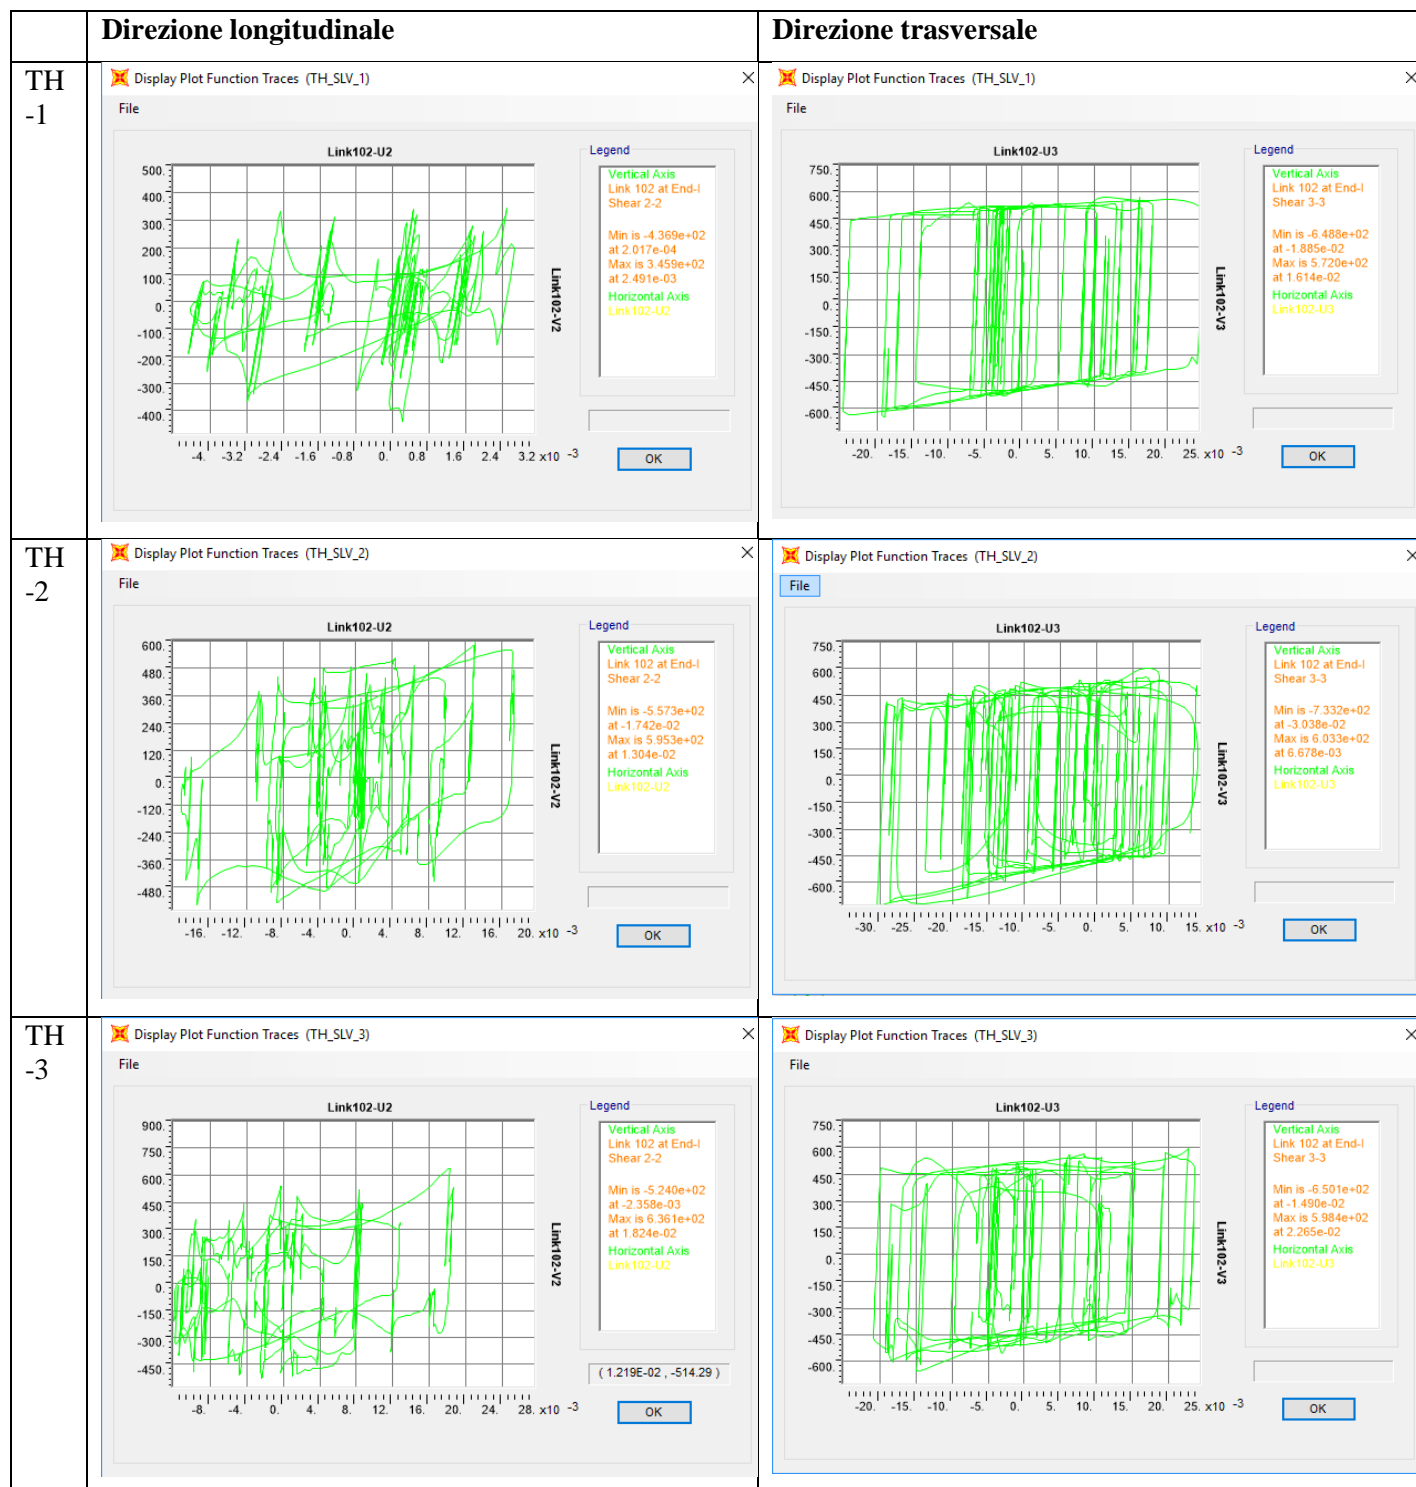 Direzione longitudinale
Direzione trasversale
TH
-1
Display Plot Function Traces (TH_SLV_1)
File
Link102-U2
500.
400.
300.
200.
100.
0.
-100.
-200.
-300.
-400.
-4. -3.2 -2.4 -1.6 -0.8 0. 0.8 1.6 2.4 3.2 x10 -3
Link102-V2
Legend
Vertical Axis
Link 102 at End-I
Shear 2-2
Min is -4.369e+02
at 2.017e-04
Max is 3.459e+02
at 2.491e-03
Horizontal Axis
Link102-U2
OK
Display Plot Function Traces (TH_SLV_1)
File
Link102-U3
750.
600.
450.
300.
150.
0.
-150.
-300.
-450.
-600.
-20. -15. -10. -5. 0. 5. 10. 15. 20. 25. x10 -3
Link102-V3
Legend
Vertical Axis
Link 102 at End-I
Shear 3-3
Min is -6.488e+02
at -1.885e-02
Max is 5.720e+02
at 1.614e-02
Horizontal Axis
Link102-U3
OK
TH
-2
Display Plot Function Traces (TH_SLV_2)
File
Link102-U2
600.
480.
360.
240.
120.
0.
-120.
-240.
-360.
-480.
-16. -12. -8. -4. 0. 4. 8. 12. 16. 20. x10 -3
Link102-V2
Legend
Vertical Axis
Link 102 at End-I
Shear 2-2
Min is -5.573e+02
at -1.742e-02
Max is 5.953e+02
at 1.304e-02
Horizontal Axis
Link102-U2
OK
Display Plot Function Traces (TH_SLV_2)
File
Link102-U3
750.
600.
450.
300.
150.
0.
-150.
-300.
-450.
-600.
-30. -25. -20. -15. -10. -5. 0. 5. 10. 15. x10 -3
Link102-V3
Legend
Vertical Axis
Link 102 at End-I
Shear 3-3
Min is -7.332e+02
at -3.038e-02
Max is 6.033e+02
at 6.678e-03
Horizontal Axis
Link102-U3
OK
TH
-3
Display Plot Function Traces (TH_SLV_3)
File
Link102-U2
900.
750.
600.
450.
300.
150.
0.
-150.
-300.
-450.
-8. -4. 0. 4. 8. 12. 16. 20. 24. 28. x10 -3
Link102-V2
Legend
Vertical Axis
Link 102 at End-I
Shear 2-2
Min is -5.240e+02
at -2.358e-03
Max is 6.361e+02
at 1.824e-02
Horizontal Axis
Link102-U2
( 1.219E-02 , -514.29 )
OK
Display Plot Function Traces (TH_SLV_3)
File
Link102-U3
750.
600.
450.
300.
150.
0.
-150.
-300.
-450.
-600.
-20. -15. -10. -5. 0. 5. 10. 15. 20. 25. x10 -3
Link102-V3
Legend
Vertical Axis
Link 102 at End-I
Shear 3-3
Min is -6.501e+02
at -1.490e-02
Max is 5.984e+02
at 2.265e-02
Horizontal Axis
Link102-U3
OK